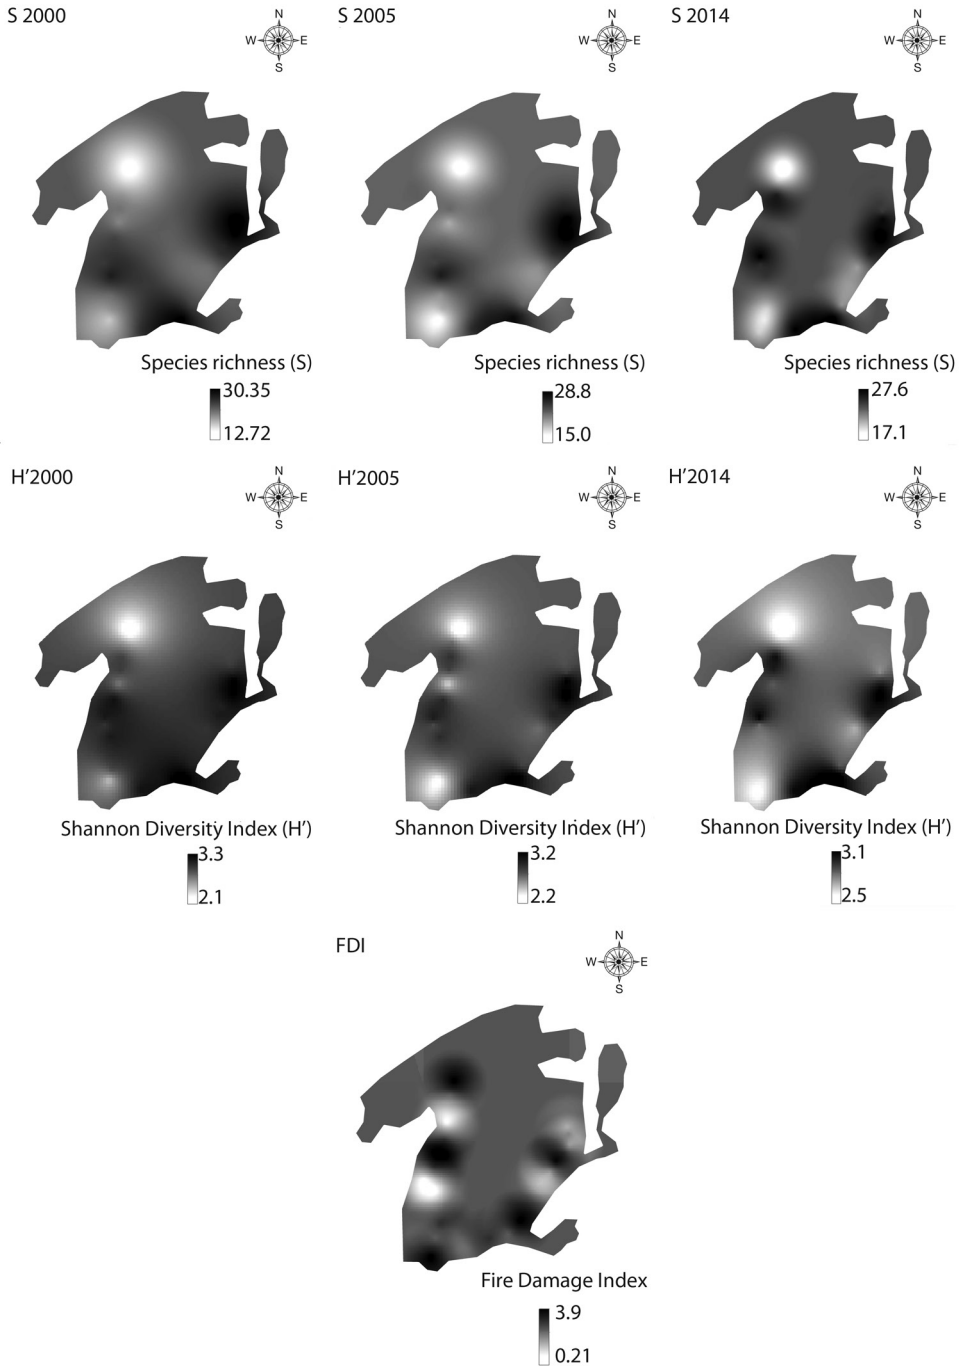 S 2000
N
W E
S
S 2005
N
W E
S
S 2014
N
W E
S
Species richness (S)
30.35
12.72
Species richness (S)
28.8
15.0
Species richness (S)
27.6
17.1
H'2000
N
W E
S
H'2005
N
W E
S
H'2014
N
W E
S
Shannon Diversity Index (H')
3.3
2.1
Shannon Diversity Index (H')
3.2
2.2
Shannon Diversity Index (H')
3.1
2.5
FDI
N
W E
S
Fire Damage Index
3.9
0.21